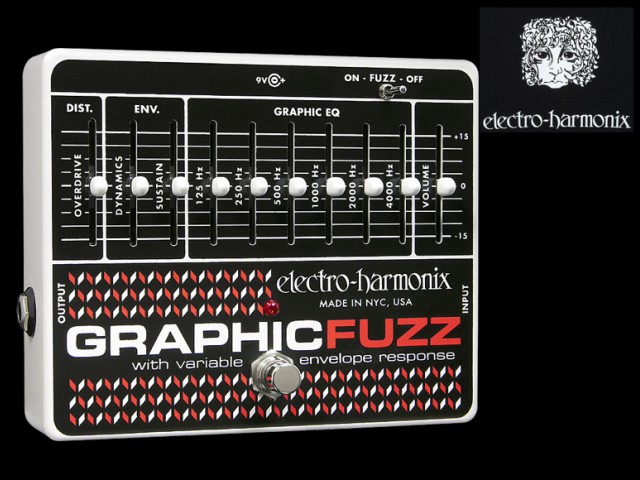 electro-harmonix
9V - +
ON - FUZZ - OFF
DIST.
ENV.
GRAPHIC EQ
+15
0
-15
OVERDRIVE
DYNAMICS
SUSTAIN
125 Hz
250 Hz
500 Hz
1000 Hz
2000 Hz
4000 Hz
VOLUME
OUTPUT
INPUT
electro-harmonix
MADE IN NYC, USA
GRAPHICFUZZ
with variable envelope response